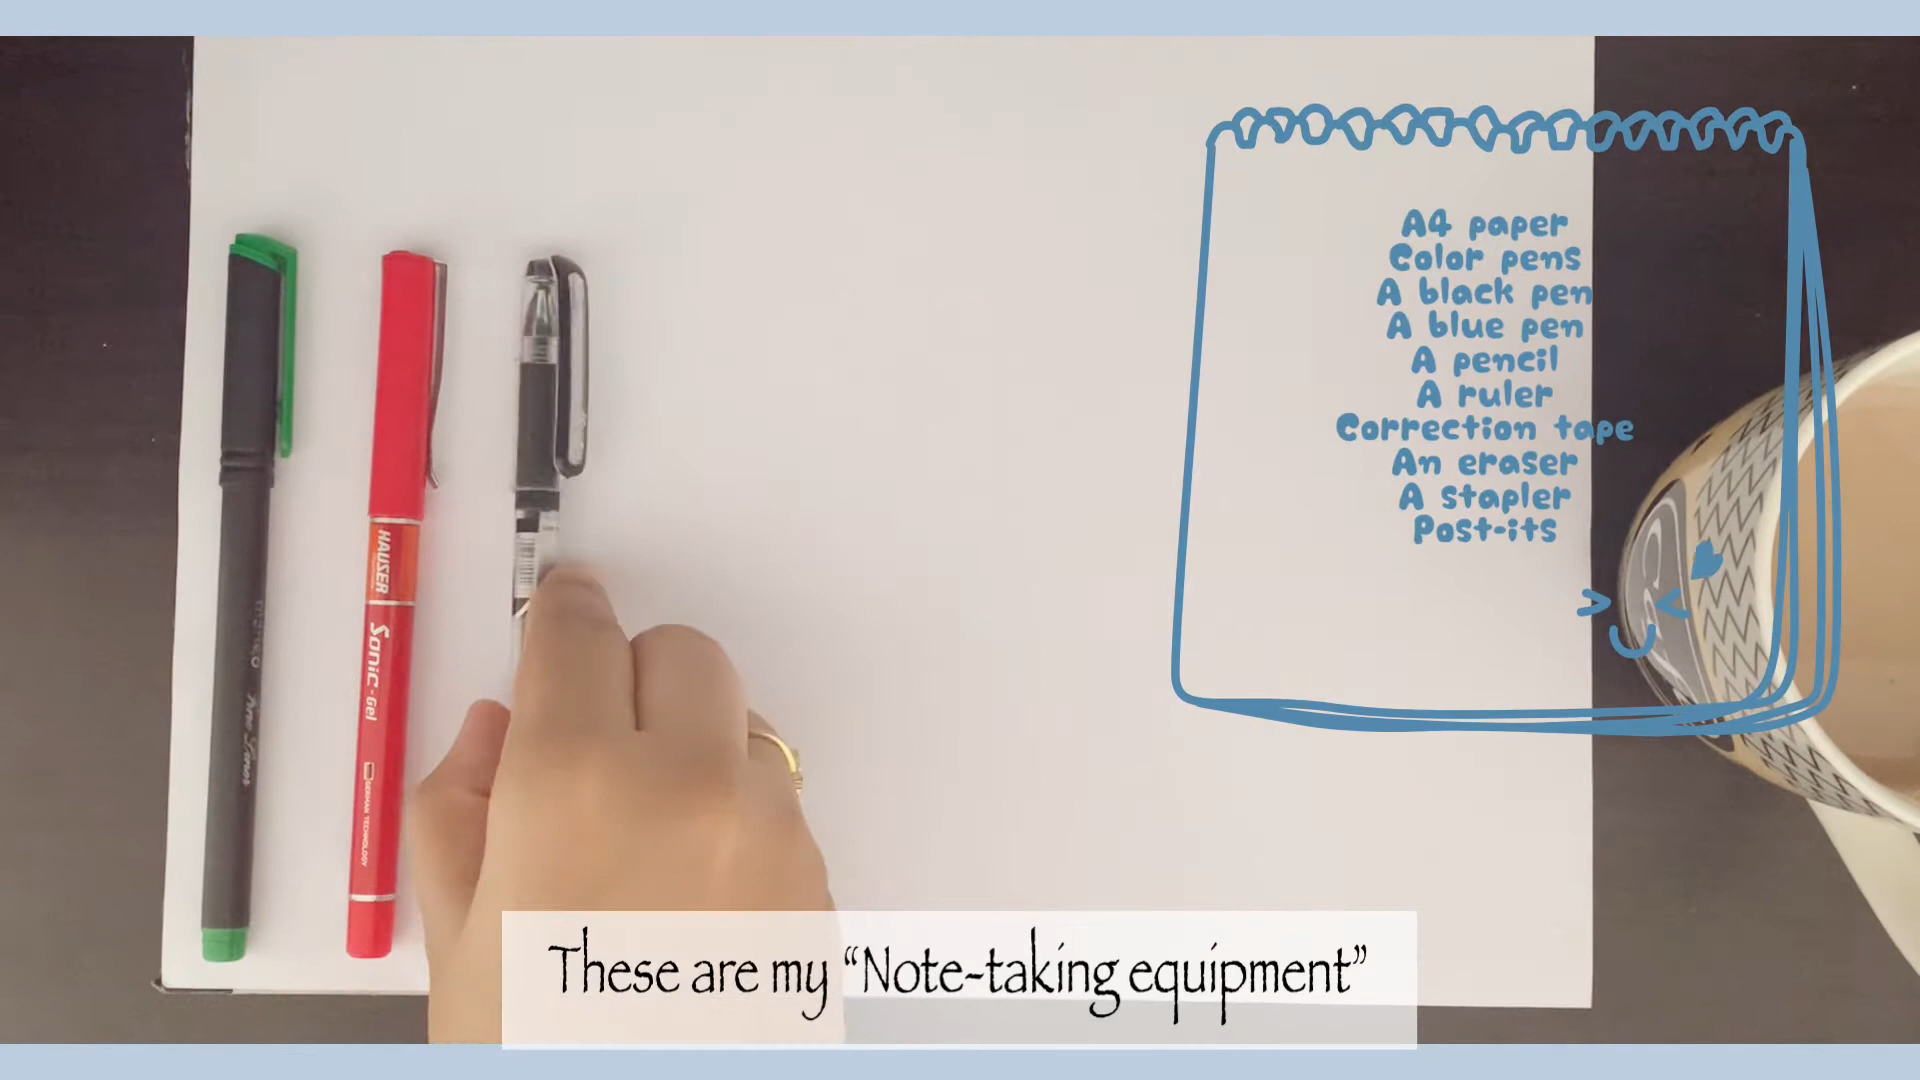 A4 paper
Color pens
A black pen
A blue pen
A pencil
A ruler
Correction tape
An eraser
A stapler
Post-its
HAUSER
Sonic-Gel
GERMAN TECHNOLOGY
These are my “Note-taking equipment”